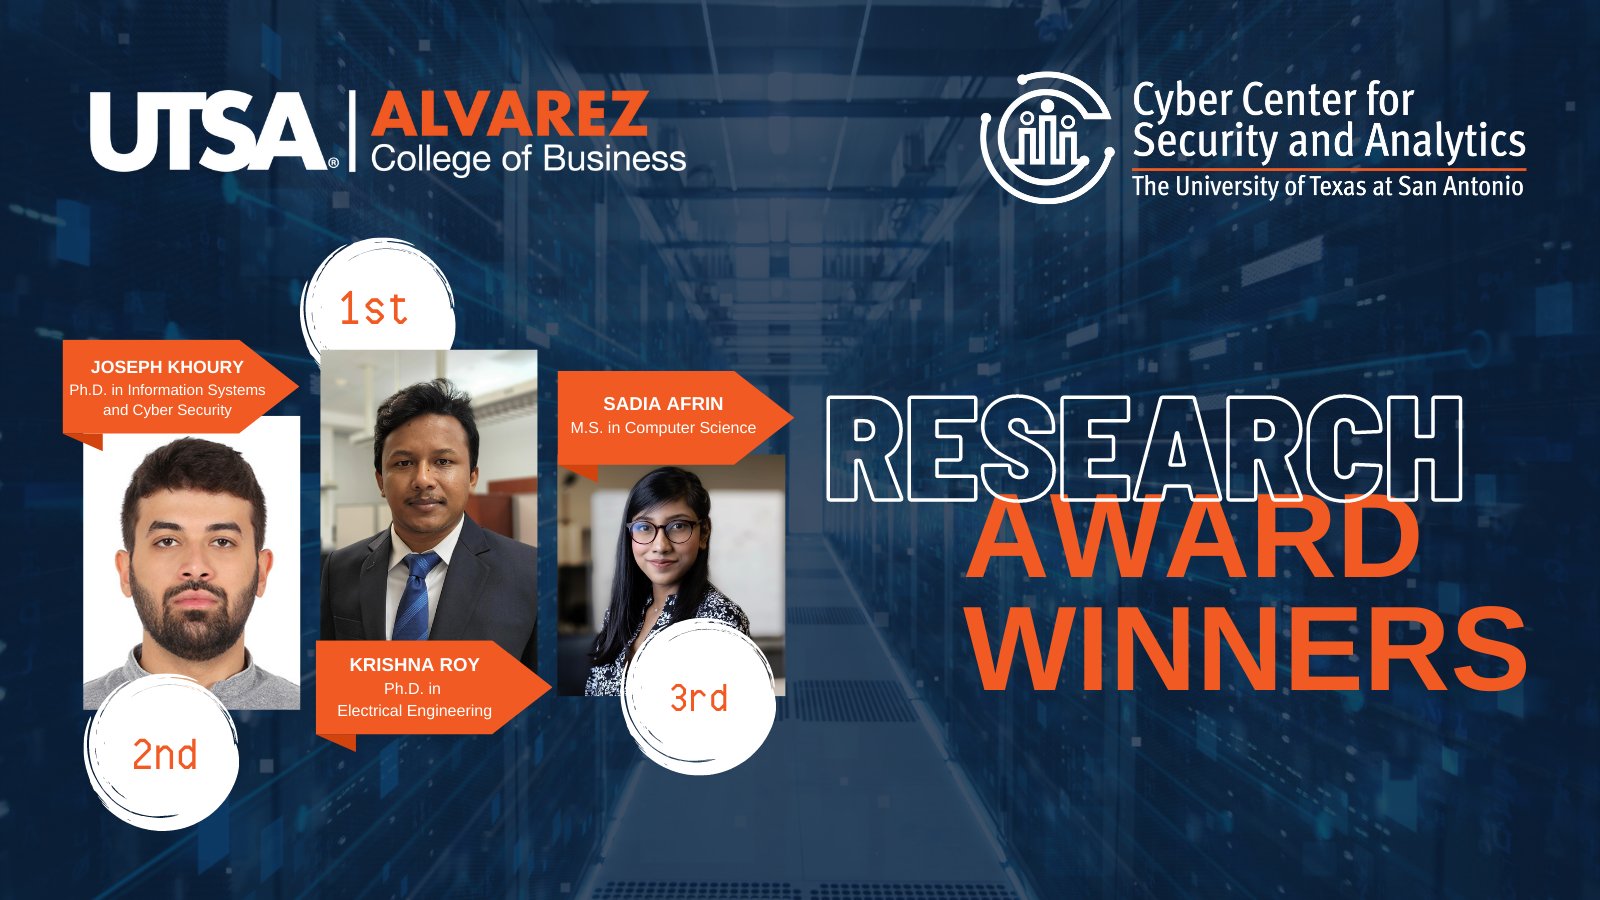 UTSA®
ALVAREZ
College of Business
Cyber Center for
Security and Analytics
The University of Texas at San Antonio
1st
JOSEPH KHOURY
Ph.D. in Information Systems
and Cyber Security
2nd
KRISHNA ROY
Ph.D. in
Electrical Engineering
SADIA AFRIN
M.S. in Computer Science
3rd
RESEARCH
AWARD
WINNERS